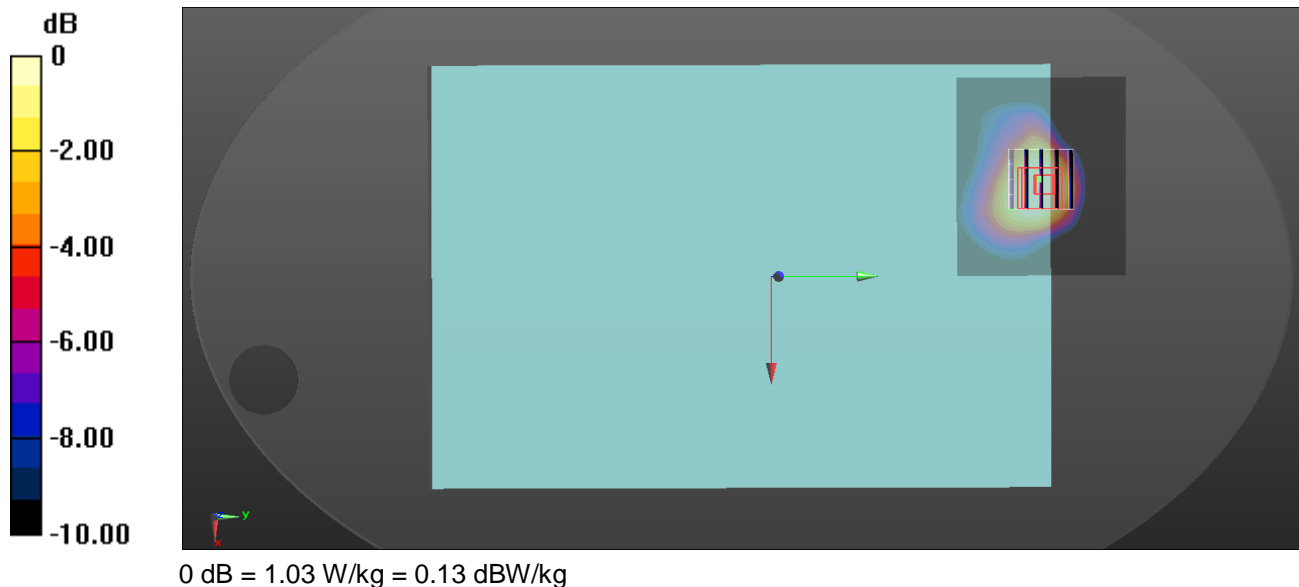 dB
0
-2.00
-4.00
-6.00
-8.00
-10.00
y
x
0 dB = 1.03 W/kg = 0.13 dBW/kg